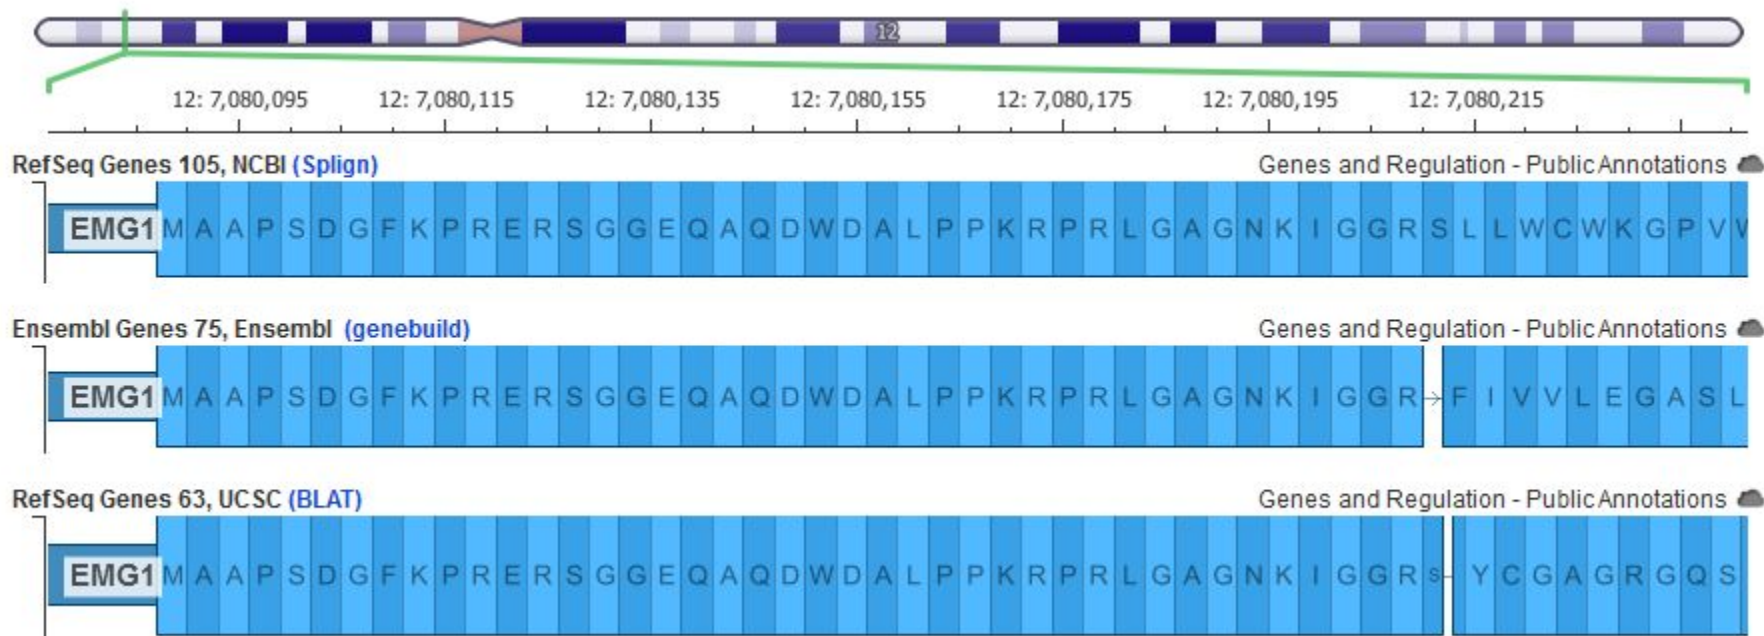 12
12: 7,080,095 12: 7,080,115 12: 7,080,135 12: 7,080,155 12: 7,080,175 12: 7,080,195 12: 7,080,215
RefSeq Genes 105, NCBI (Splign) Genes and Regulation - Public Annotations
EMG1 M A A P S D G F K P R E R S G G E Q A Q D W D A L P P K R P R L G A G N K I G G R S L L W C W K G P V
Ensembl Genes 75, Ensembl (genebuild) Genes and Regulation - Public Annotations
EMG1 M A A P S D G F K P R E R S G G E Q A Q D W D A L P P K R P R L G A G N K I G G R → F I V V L E G A S L
RefSeq Genes 63, UCSC (BLAT) Genes and Regulation - Public Annotations
EMG1 M A A P S D G F K P R E R S G G E Q A Q D W D A L P P K R P R L G A G N K I G G R S Y C G A G R G Q S